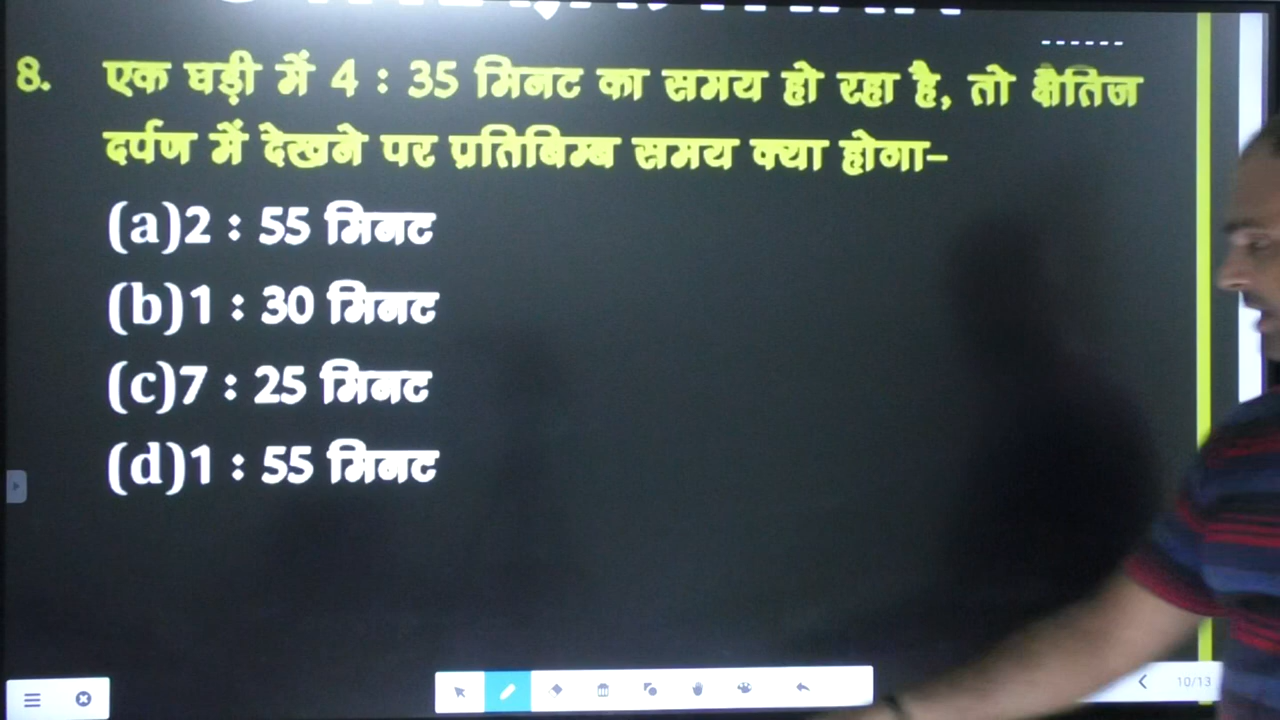 8. एक घड़ी में 4 : 35 मिनट का समय हो रहा है, तो क्षैतिज
दर्पण में देखने पर प्रतिबिम्ब समय क्या होगा–
(a)2 : 55 मिनट
(b)1 : 30 मिनट
(c)7 : 25 मिनट
(d)1 : 55 मिनट
10/13